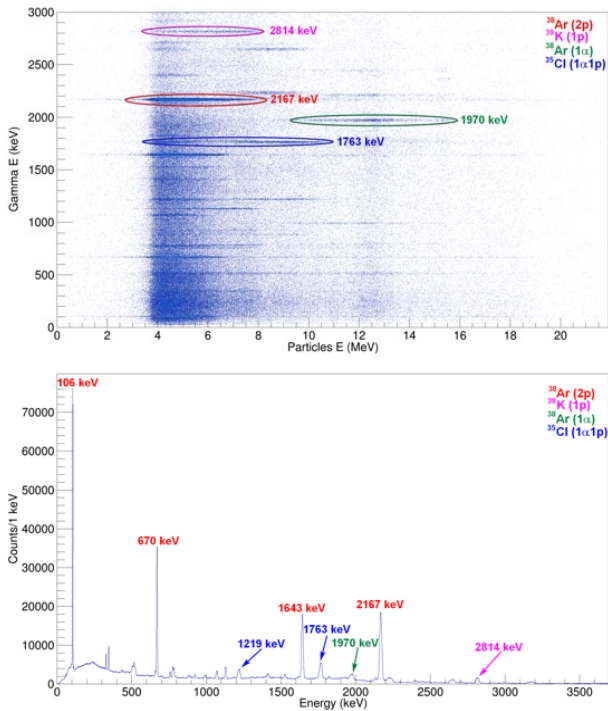 3000
2500
2000
1500
1000
500
0
Gamma E (keV)
2814 keV
2167 keV
1970 keV
1763 keV
³⁸Ar (2p)
³⁹K (1p)
³⁶Ar (1α)
³⁵Cl (1α1p)
0 2 4 6 8 10 12 14 16 18 20
Particles E (MeV)
Counts/1 keV
70000
60000
50000
40000
30000
20000
10000
0
106 keV
670 keV
1219 keV
1643 keV
1763 keV
1970 keV
2167 keV
2814 keV
³⁸Ar (2p)
³⁹K (1p)
³⁶Ar (1α)
³⁵Cl (1α1p)
0 500 1000 1500 2000 2500 3000 3500
Energy (keV)